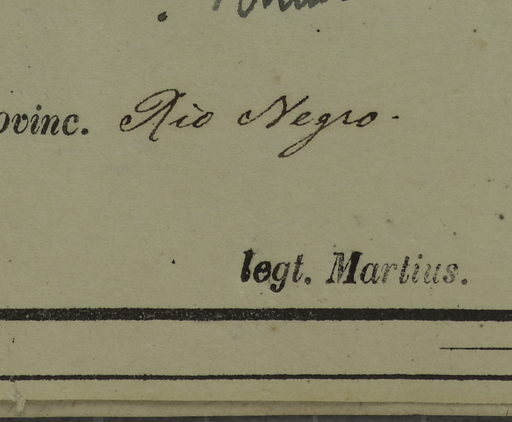 ovinc. Rio Negro.
legt. Martius.